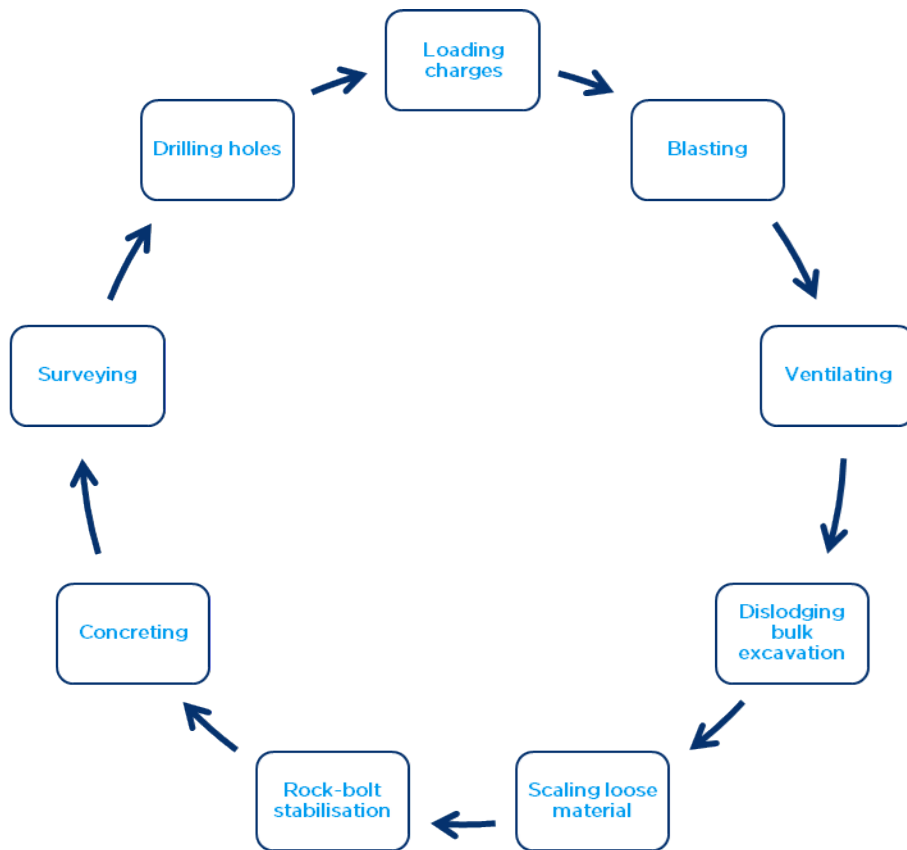 Loading
charges
Blasting
Ventilating
Dislodging
bulk
excavation
Scaling loose
material
Rock-bolt
stabilisation
Concreting
Surveying
Drilling holes